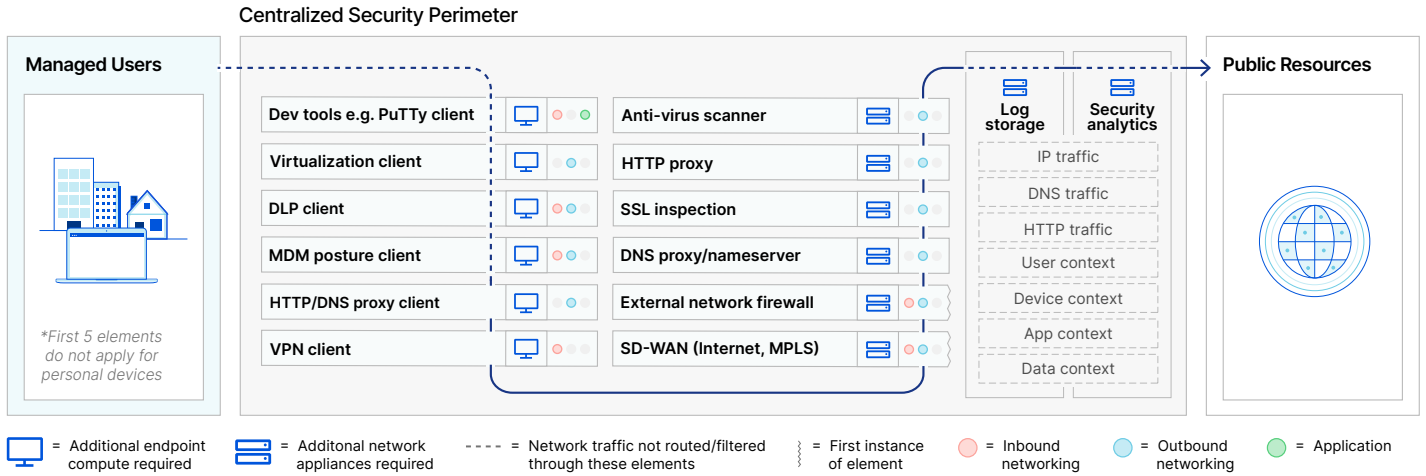 Centralized Security Perimeter
Managed Users
*First 5 elements
do not apply for
personal devices
Dev tools e.g. PuTTy client
Virtualization client
DLP client
MDM posture client
HTTP/DNS proxy client
VPN client
Anti-virus scanner
HTTP proxy
SSL inspection
DNS proxy/nameserver
External network firewall
SD-WAN (Internet, MPLS)
Log
storage
Security
analytics
IP traffic
DNS traffic
HTTP traffic
User context
Device context
App context
Data context
Public Resources
= Additional endpoint
compute required
= Additonal network
appliances required
= Network traffic not routed/filtered
through these elements
= First instance
of element
= Inbound
networking
= Outbound
networking
= Application